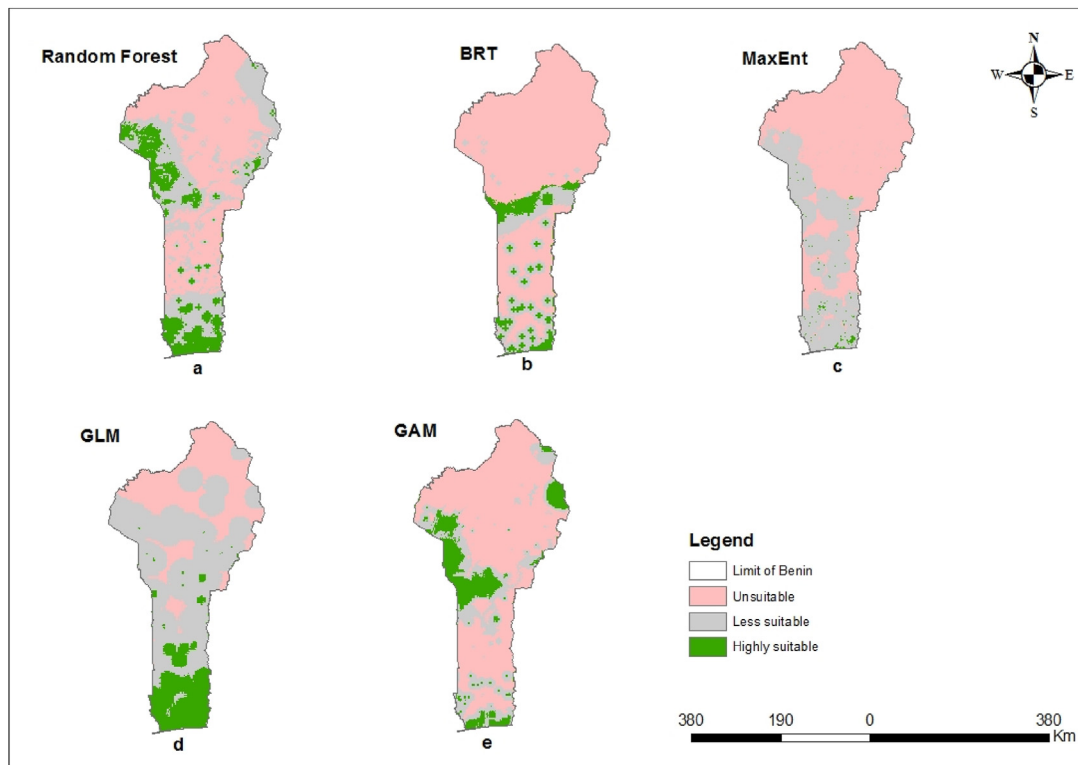 Random Forest
BRT
MaxEnt
N
W E
S
a
b
c
GLM
GAM
Legend
Limit of Benin
Unsuitable
Less suitable
Highly suitable
d
e
380 190 0 380
Km